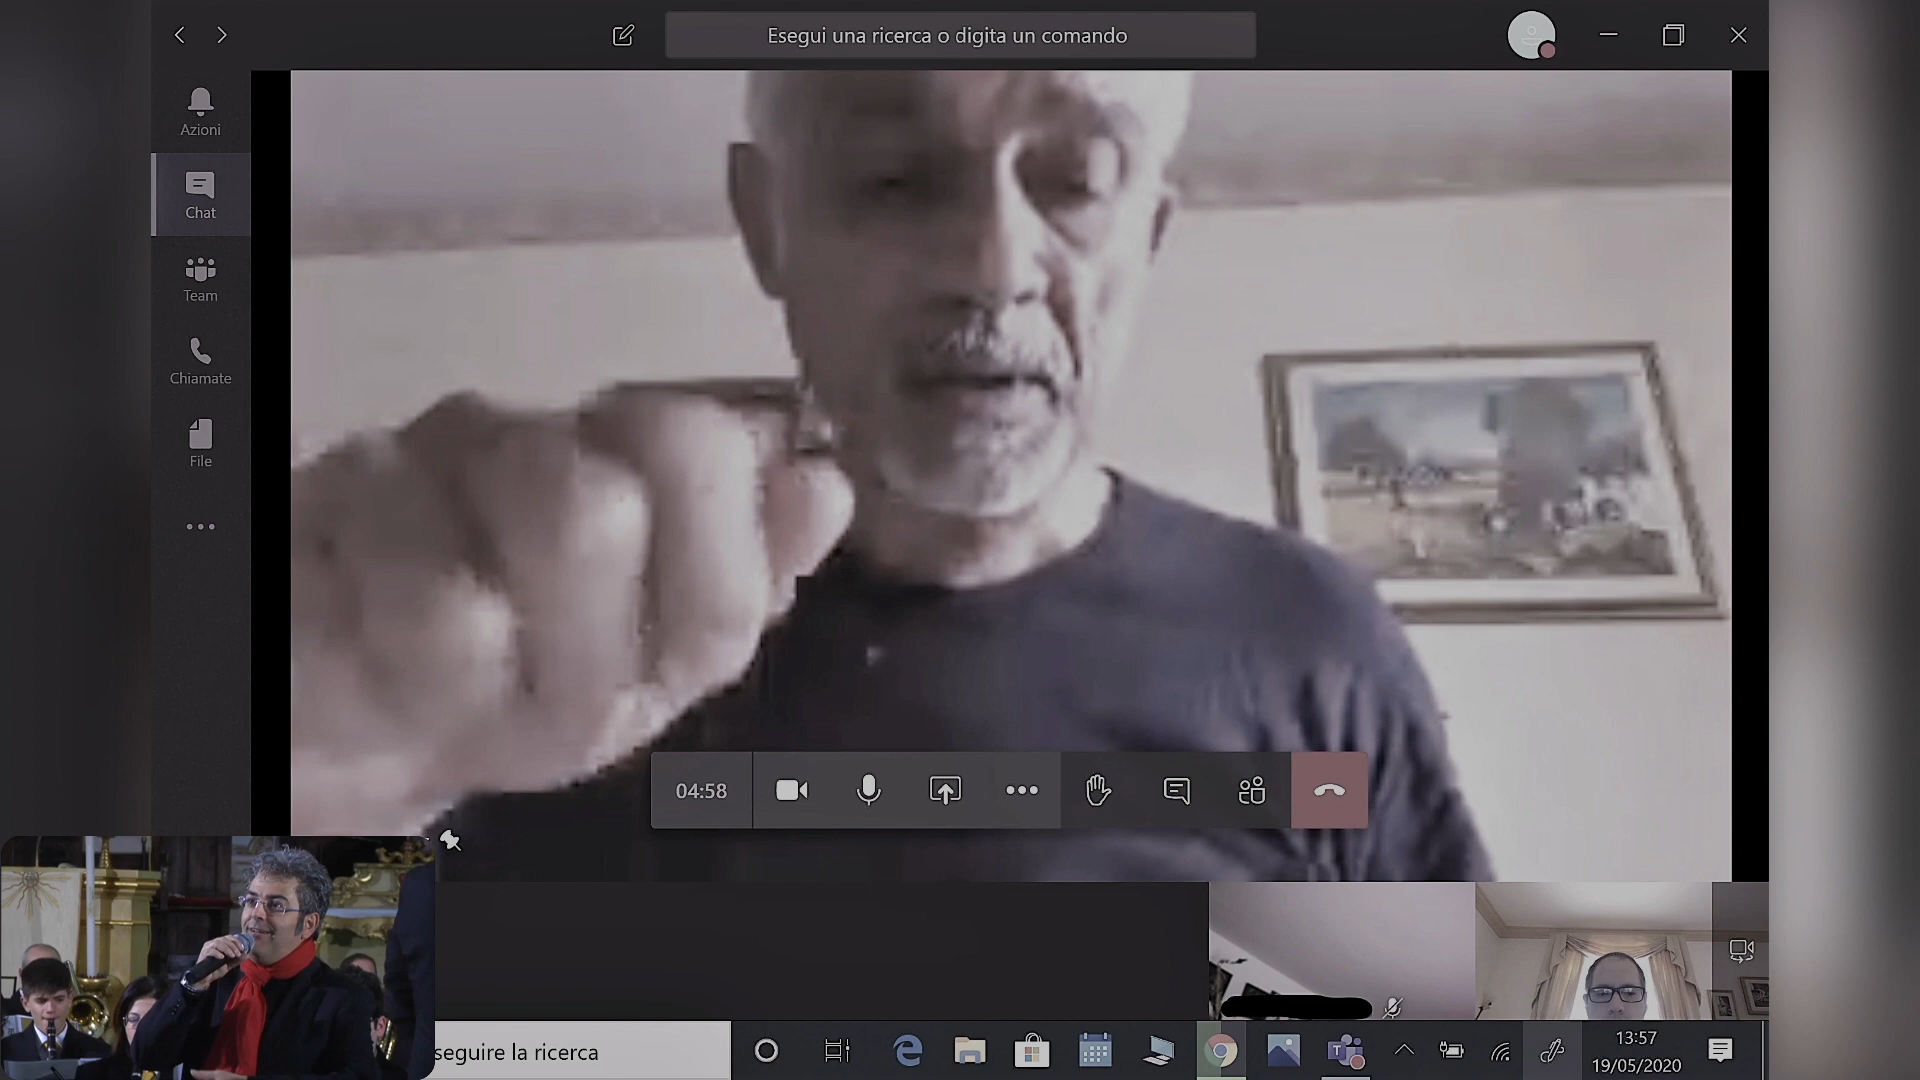 Esegui una ricerca o digita un comando
Azioni
Chat
Team
Chiamate
File
04:58
seguire la ricerca
13:57
19/05/2020